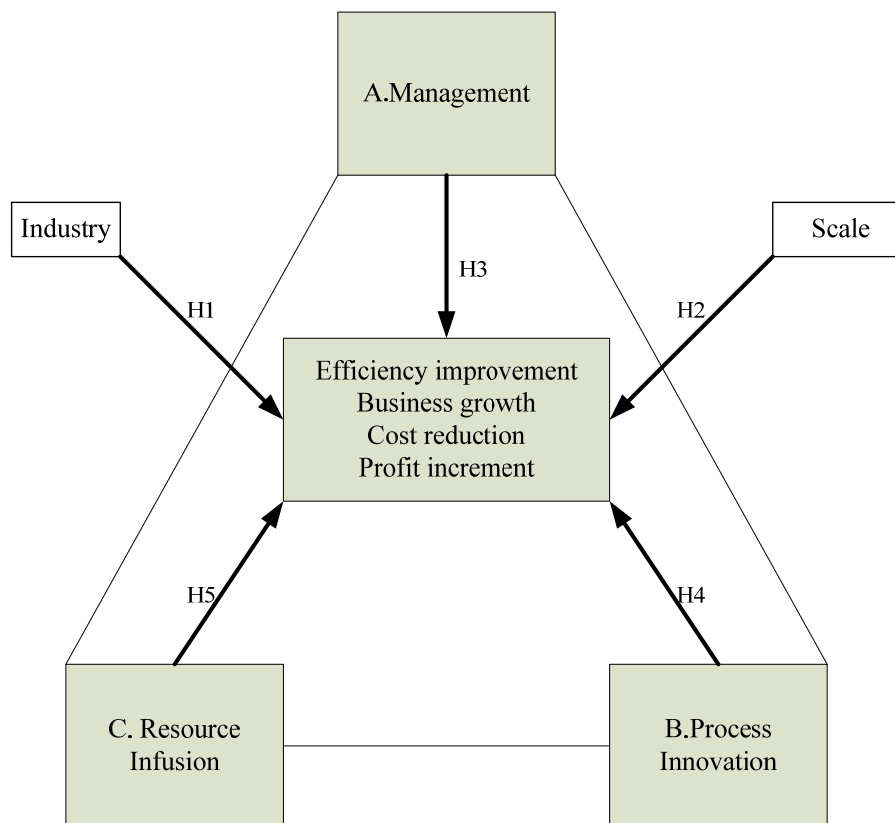 A.Management
Industry
Scale
H3
H1
H2
Efficiency improvement
Business growth
Cost reduction
Profit increment
H5
H4
C. Resource
Infusion
B.Process
Innovation